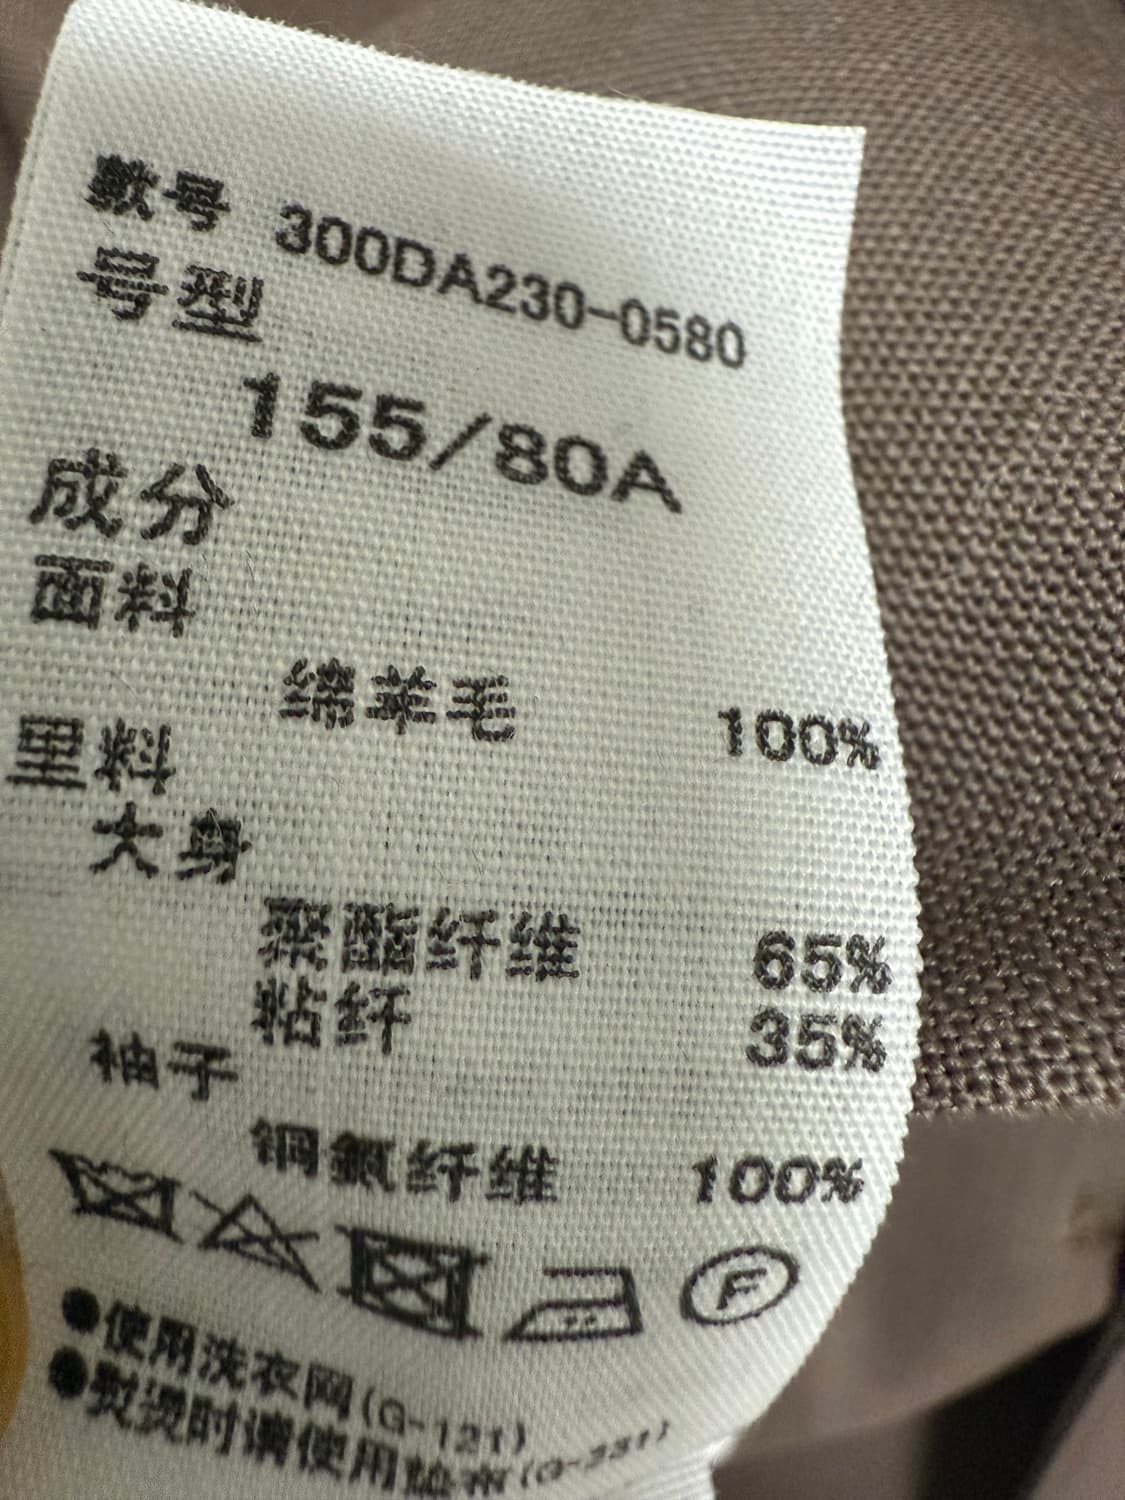 款号 300DA230-0580
号型
155/80A
成分
面料
绵羊毛 100%
里料
大身
聚酯纤维 65%
粘纤 35%
袖子
铜氨纤维 100%
F
●使用洗衣网(G-121)
●熨烫时请使用垫布(G-331)